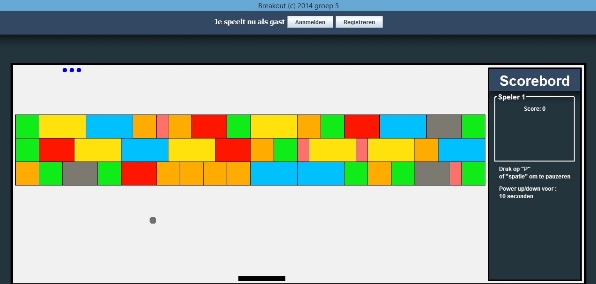 Breakout (c) 2014 groep 5
Je speelt nu als gast Aanmelden Registreren
Scorebord
Speler 1
Score: 0
Druk op "P"
of "spatie" om te pauzeren
Power up/down voor :
10 seconden